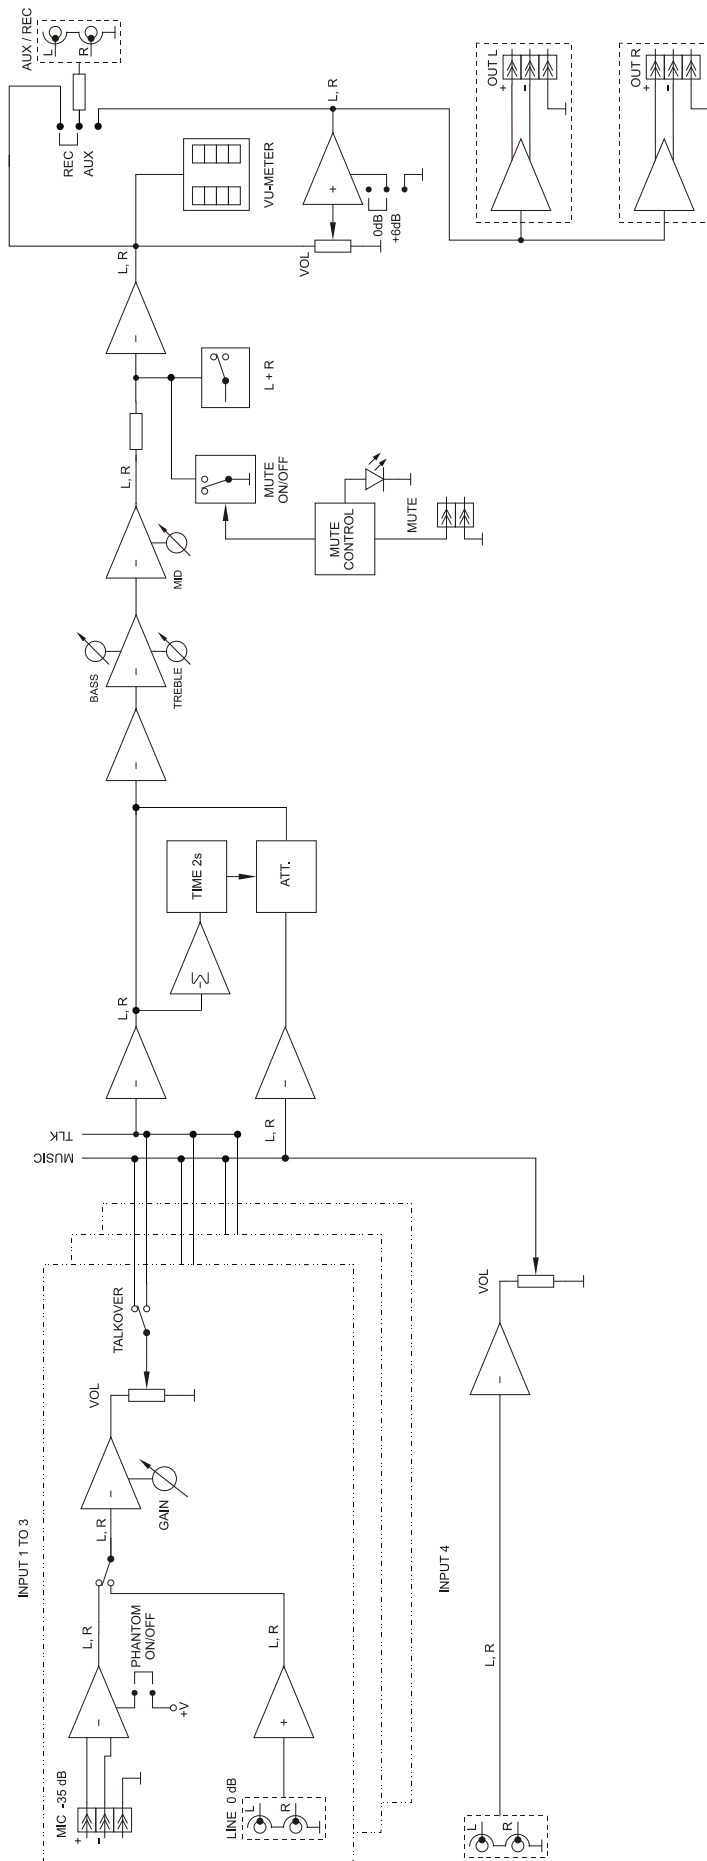 INPUT 1 TO 3
MIC -35 dB
+
-
L, R
PHANTOM
ON/OFF
+V
LINE 0 dB
L
R
+
L, R
L, R
GAIN
VOL
TALKOVER
INPUT 4
L
R
L, R
VOL
MUSIC
TLK
L, R
L, R
TIME 2s
ATT.
BASS
TREBLE
MID
L, R
MUTE
ON/OFF
MUTE
CONTROL
MUTE
L + R
L, R
VU-METER
VOL
+
0dB
+6dB
L, R
REC
AUX
AUX / REC
L
R
OUT L
+
-
OUT R
+
-